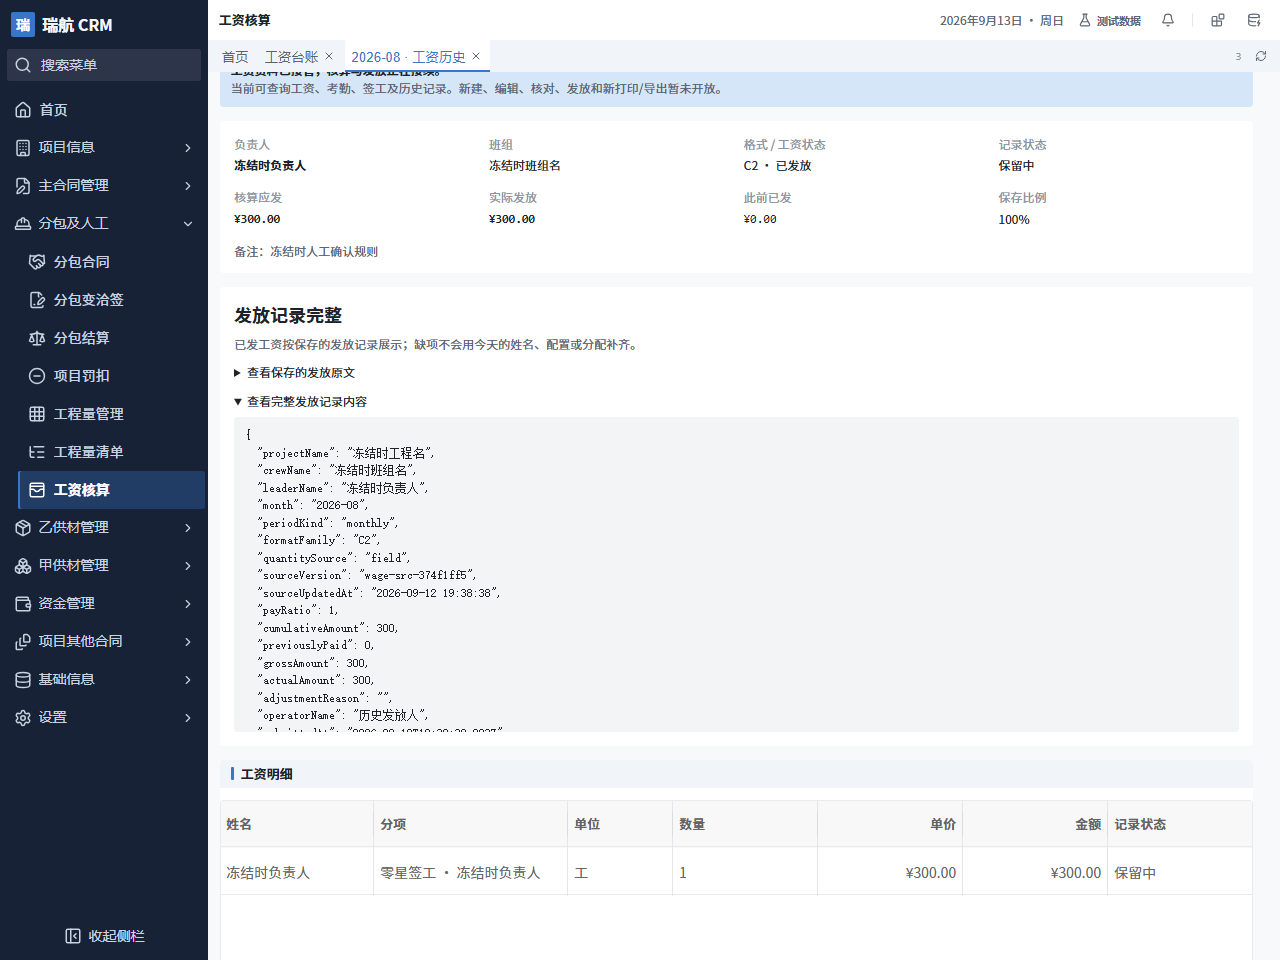 瑞 瑞航 CRM
搜索菜单
首页
项目信息
主合同管理
分包及人工
分包合同
分包变洽签
分包结算
项目罚扣
工程量管理
工程量清单
工资核算
乙供材管理
甲供材管理
资金管理
项目其他合同
基础信息
设置
收起侧栏
工资核算
2026年9月13日 · 周日 测试数据
首页 工资台账 × 2026-08 · 工资历史 × 3
当前可查询工资、考勤、签工及历史记录。新建、编辑、核对、发放和新打印/导出暂未开放。
负责人 班组 格式 / 工资状态 记录状态
冻结时负责人 冻结时班组名 C2 · 已发放 保留中
核算应发 实际发放 此前已发 保存比例
¥300.00 ¥300.00 ¥0.00 100%
备注：冻结时人工确认规则
发放记录完整
已发工资按保存的发放记录展示；缺项不会用今天的姓名、配置或分配补齐。
▶ 查看保存的发放原文
▼ 查看完整发放记录内容
{
"projectName": "冻结时工程名",
"crewName": "冻结时班组名",
"leaderName": "冻结时负责人",
"month": "2026-08",
"periodKind": "monthly",
"formatFamily": "C2",
"quantitySource": "field",
"sourceVersion": "wage-src-374f1ff5",
"sourceUpdatedAt": "2026-09-12 19:38:38",
"payRatio": 1,
"cumulativeAmount": 300,
"previouslyPaid": 0,
"grossAmount": 300,
"actualAmount": 300,
"adjustmentReason": "",
"operatorName": "历史发放人",
工资明细
姓名 分项 单位 数量 单价 金额 记录状态
冻结时负责人 零星签工 · 冻结时负责人 工 1 ¥300.00 ¥300.00 保留中